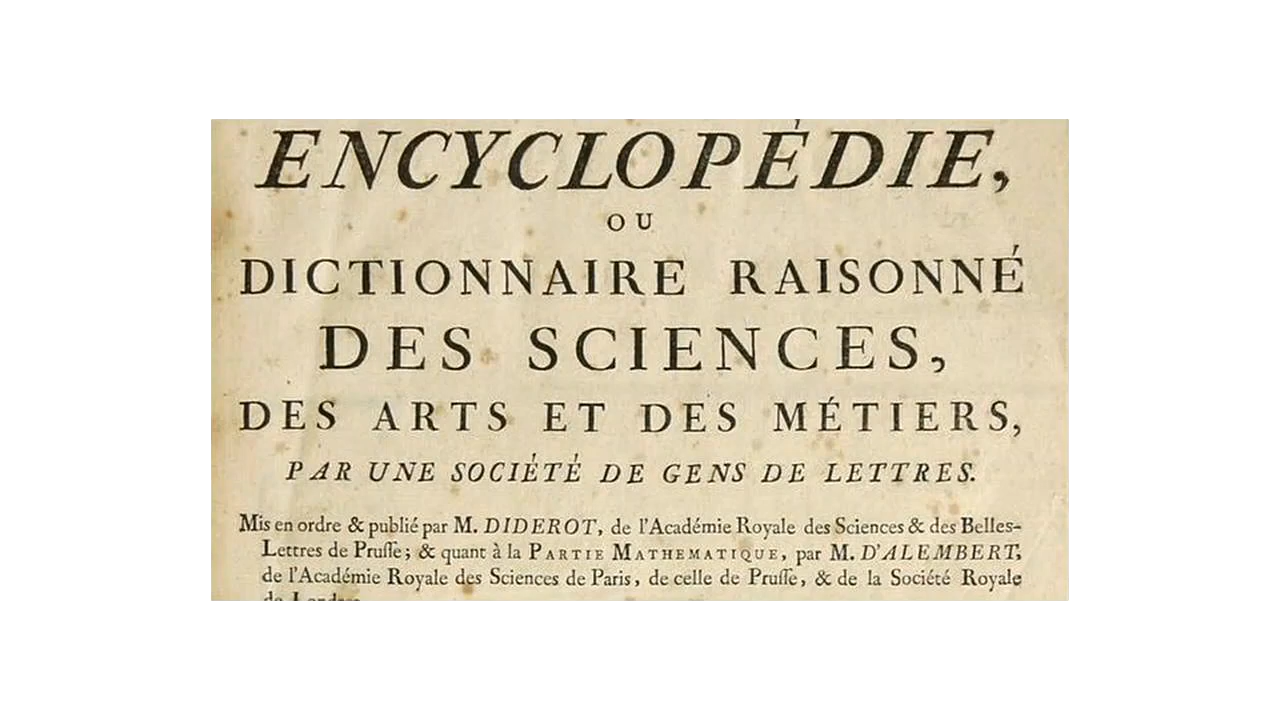 ENCYCLOPÉDIE,
OU
DICTIONNAIRE RAISONNÉ
DES SCIENCES,
DES ARTS ET DES MÉTIERS,
PAR UNE SOCIÉTÉ DE GENS DE LETTRES.
Mis en ordre & publié par M. DIDEROT, de l'Académie Royale des Sciences & des Belles-
Lettres de Prusse; & quant à la PARTIE MATHEMATIQUE, par M. D'ALEMBERT,
de l'Académie Royale des Sciences de Paris, de celle de Prusse, & de la Société Royale